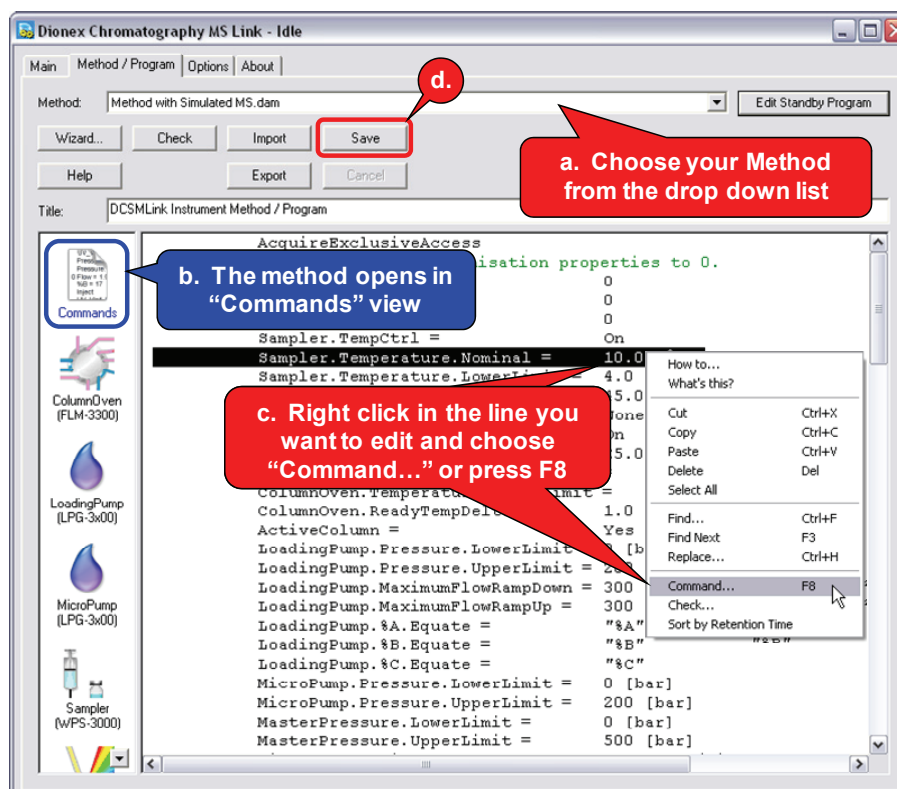 Dionex Chromatography MS Link - Idle
Main Method / Program Options About
d.
Method: Method with Simulated MS.dam Edit Standby Program
Wizard... Check Import Save
Help Export Cancel
a. Choose your Method
from the drop down list
Title: DCSMLink Instrument Method / Program
Commands
ColumnOven
(FLM-3300)
LoadingPump
(LPG-3x00)
MicroPump
(LPG-3x00)
Sampler
(WPS-3000)
b. The method opens in
“Commands” view
AcquireExclusiveAccess
isation properties to 0.
0
0
0
Sampler.TempCtrl = On
Sampler.Temperature.Nominal = 10.0
Sampler.Temperature.LowerLimit = 4.0
45.0
None
On
25.0
c. Right click in the line you
want to edit and choose
“Command…” or press F8
ColumnOven.ReadyTempDel 1.0
ActiveColumn = Yes
LoadingPump.Pressure.LowerLimit 0 [b
LoadingPump.Pressure.UpperLimit =
LoadingPump.MaximumFlowRampDown = 300
LoadingPump.MaximumFlowRampUp = 300
LoadingPump.%A.Equate = "%A"
LoadingPump.%B.Equate = "%B" "%B"
LoadingPump.%C.Equate = "%C"
MicroPump.Pressure.LowerLimit = 0 [bar]
MicroPump.Pressure.UpperLimit = 200 [bar]
MasterPressure.LowerLimit = 0 [bar]
MasterPressure.UpperLimit = 500 [bar]
How to...
What's this?
Cut Ctrl+X
Copy Ctrl+C
Paste Ctrl+V
Delete Del
Select All
Find... Ctrl+F
Find Next F3
Replace... Ctrl+H
Command... F8
Check...
Sort by Retention Time